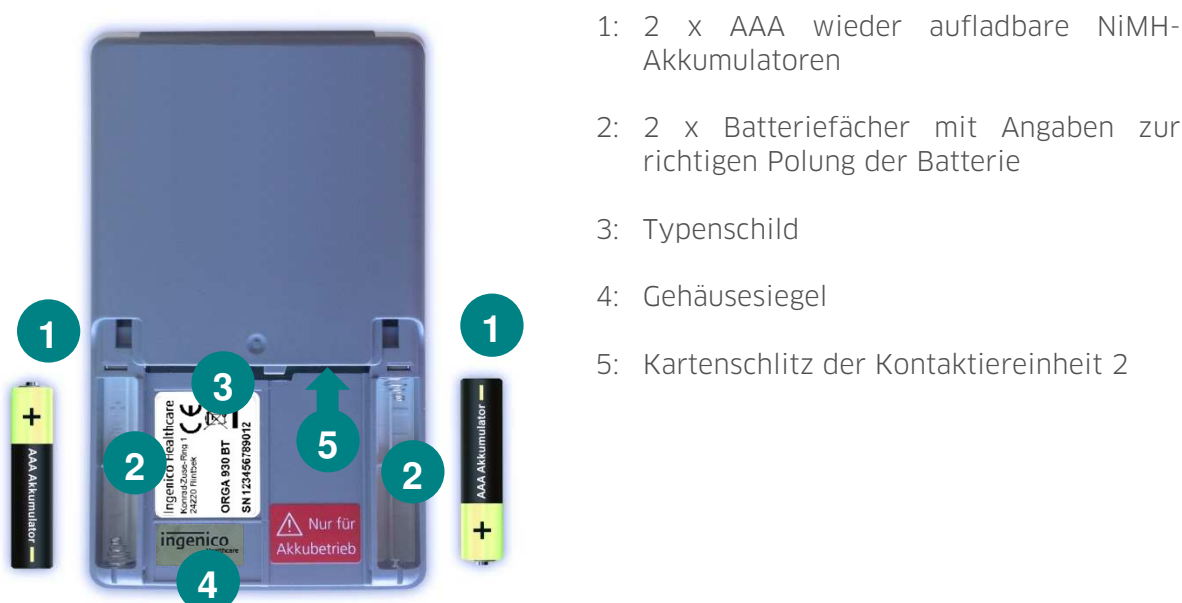 1: 2 x AAA wieder aufladbare NiMH-
Akkumulatoren
2: 2 x Batteriefächer mit Angaben zur
richtigen Polung der Batterie
3: Typenschild
4: Gehäusesiegel
5: Kartenschlitz der Kontaktiereinheit 2
1
1
3
5
2
2
4
+
AAA Akkumulator –
AAA Akkumulator –
+
Ingenico Healthcare
Konrad-Zuse-Ring 1
24220 Flintbek
CE
ORGA 930 BT
SN 123456789012
ingenico
Healthcare
Nur für
Akkubetrieb